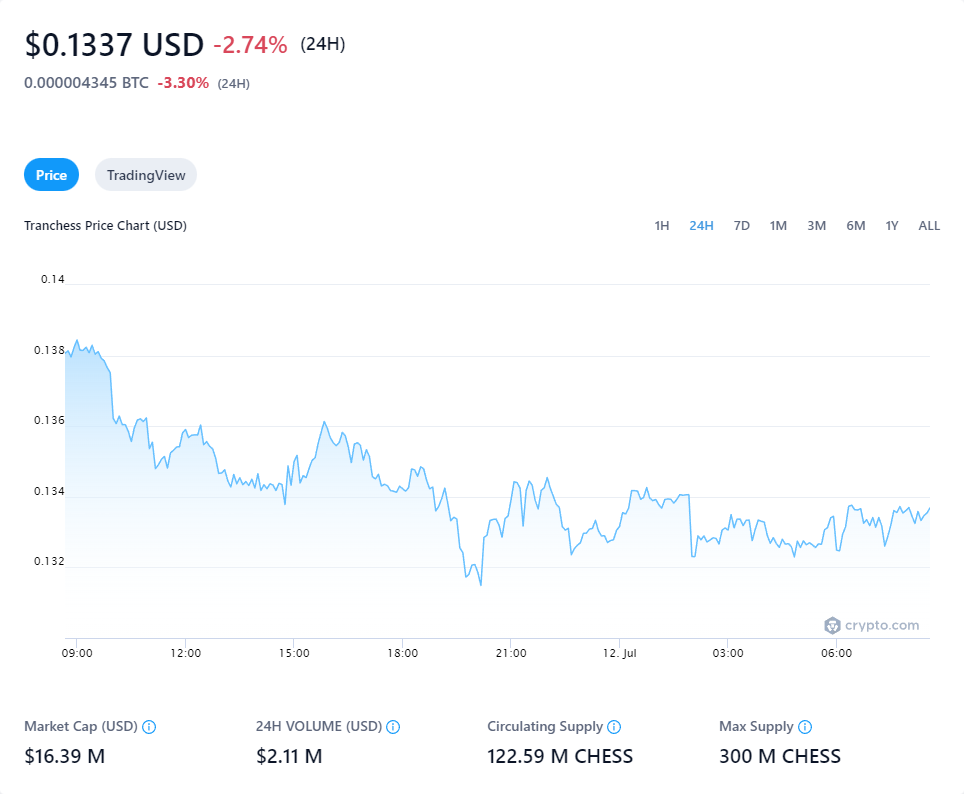 $0.1337 USD -2.74% (24H)
0.000004345 BTC -3.30% (24H)
Price TradingView
Tranchess Price Chart (USD) 1H 24H 7D 1M 3M 6M 1Y ALL
0.14
0.138
0.136
0.134
0.132
crypto.com
09:00 12:00 15:00 18:00 21:00 12. Jul 03:00 06:00
Market Cap (USD) 24H VOLUME (USD) Circulating Supply Max Supply
$16.39 M $2.11 M 122.59 M CHESS 300 M CHESS